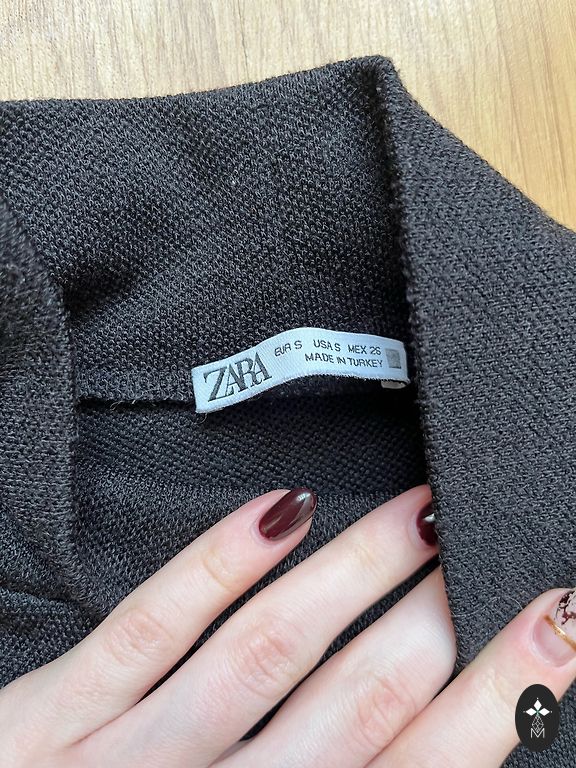 ZARA
EUR S USA S MEX 26
MADE IN TURKEY
M